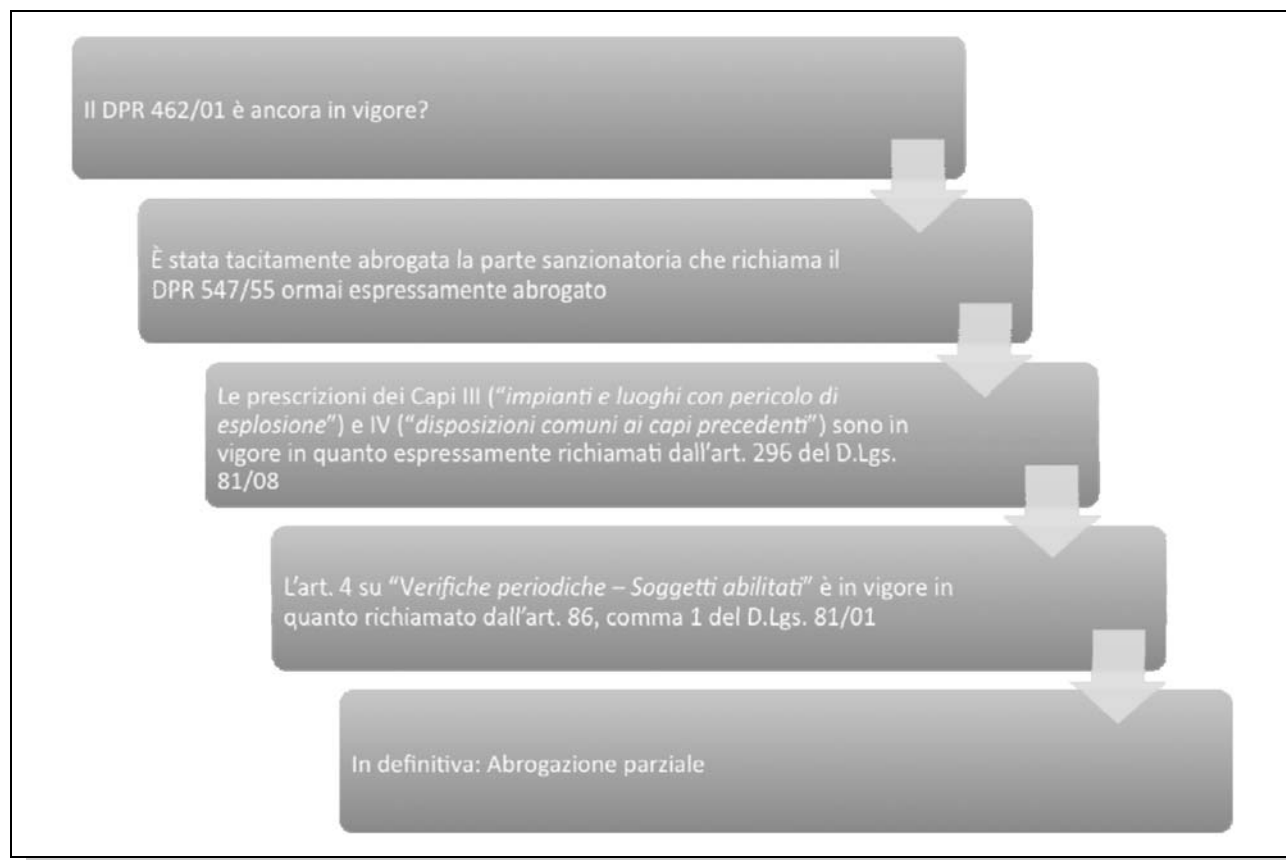 Il DPR 462/01 è ancora in vigore?
È stata tacitamente abrogata la parte sanzionatoria che richiama il
DPR 547/55 ormai espressamente abrogato
Le prescrizioni dei Capi III (“impianti e luoghi con pericolo di
esplosione”) e IV (“disposizioni comuni ai capi precedenti”) sono in
vigore in quanto espressamente richiamati dall’art. 296 del D.Lgs.
81/08
L’art. 4 su “Verifiche periodiche – Soggetti abilitati” è in vigore in
quanto richiamato dall’art. 86, comma 1 del D.Lgs. 81/01
In definitiva: Abrogazione parziale